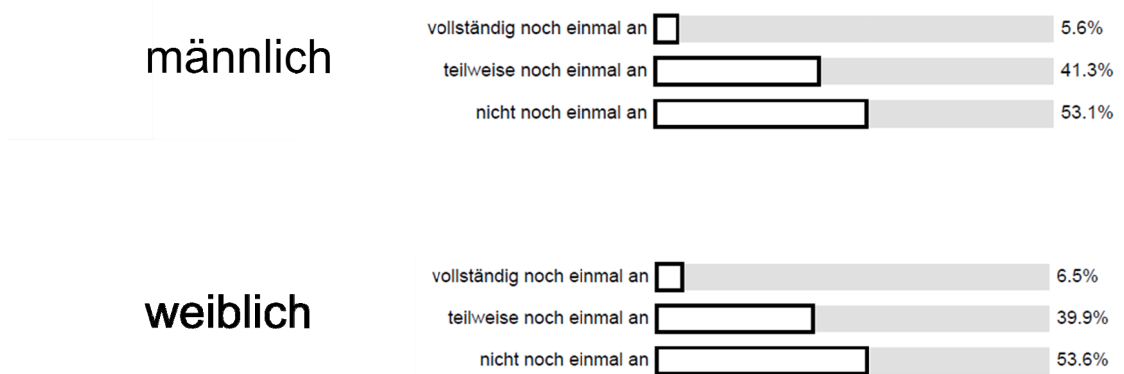 männlich
vollständig noch einmal an 5.6%
teilweise noch einmal an 41.3%
nicht noch einmal an 53.1%
weiblich
vollständig noch einmal an 6.5%
teilweise noch einmal an 39.9%
nicht noch einmal an 53.6%